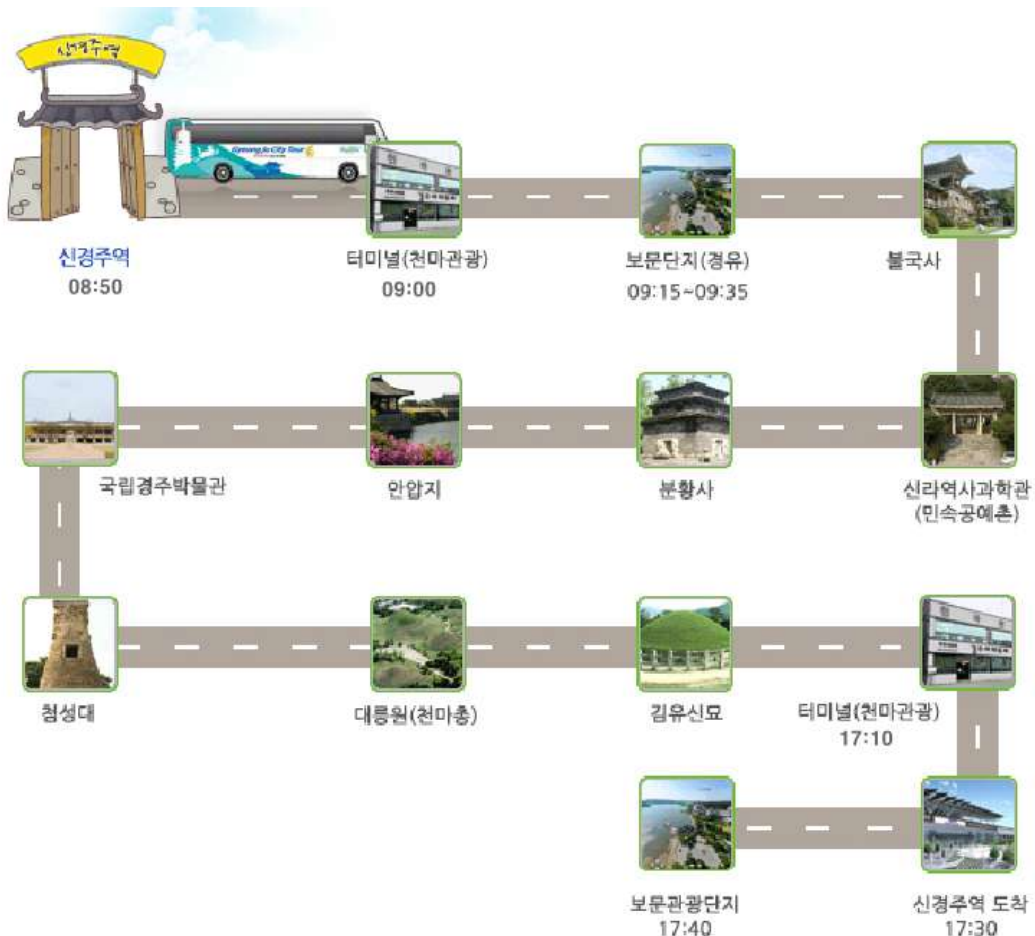 신경주역
Gyeongju City Tour
신경주역
08:50
터미널(천마관광)
09:00
보문단지(경유)
09:15~09:35
불국사
국립경주박물관
안압지
분황사
신라역사과학관
(민속공예촌)
첨성대
대릉원(천마총)
김유신묘
터미널(천마관광)
17:10
보문관광단지
17:40
신경주역 도착
17:30